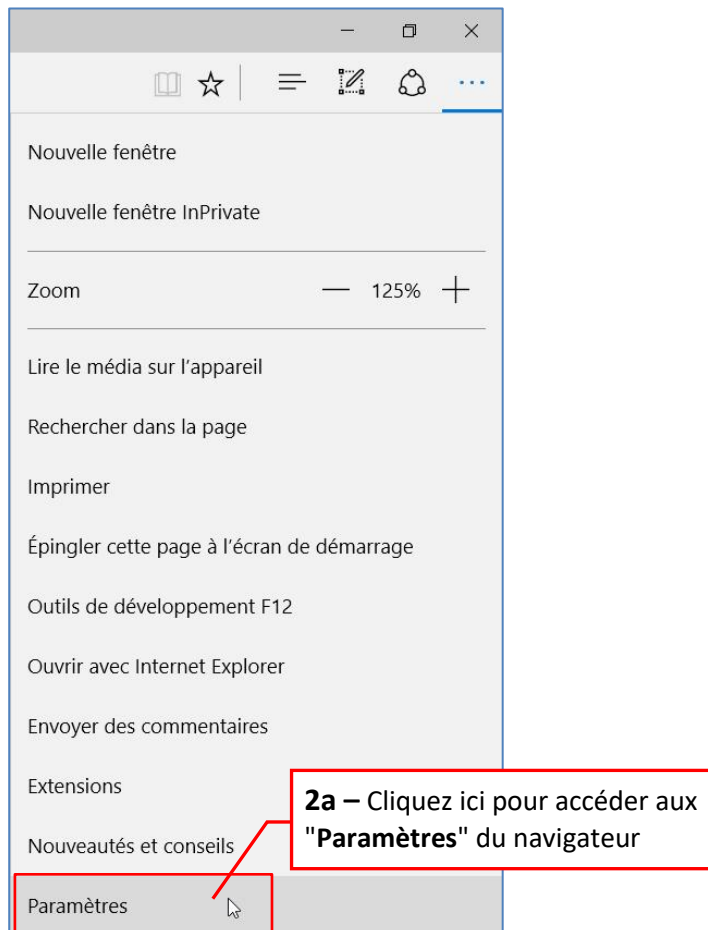 Nouvelle fenêtre
Nouvelle fenêtre InPrivate
Zoom — 125% +
Lire le média sur l'appareil
Rechercher dans la page
Imprimer
Épingler cette page à l'écran de démarrage
Outils de développement F12
Ouvrir avec Internet Explorer
Envoyer des commentaires
Extensions
2a – Cliquez ici pour accéder aux
"Paramètres" du navigateur
Nouveautés et conseils
Paramètres